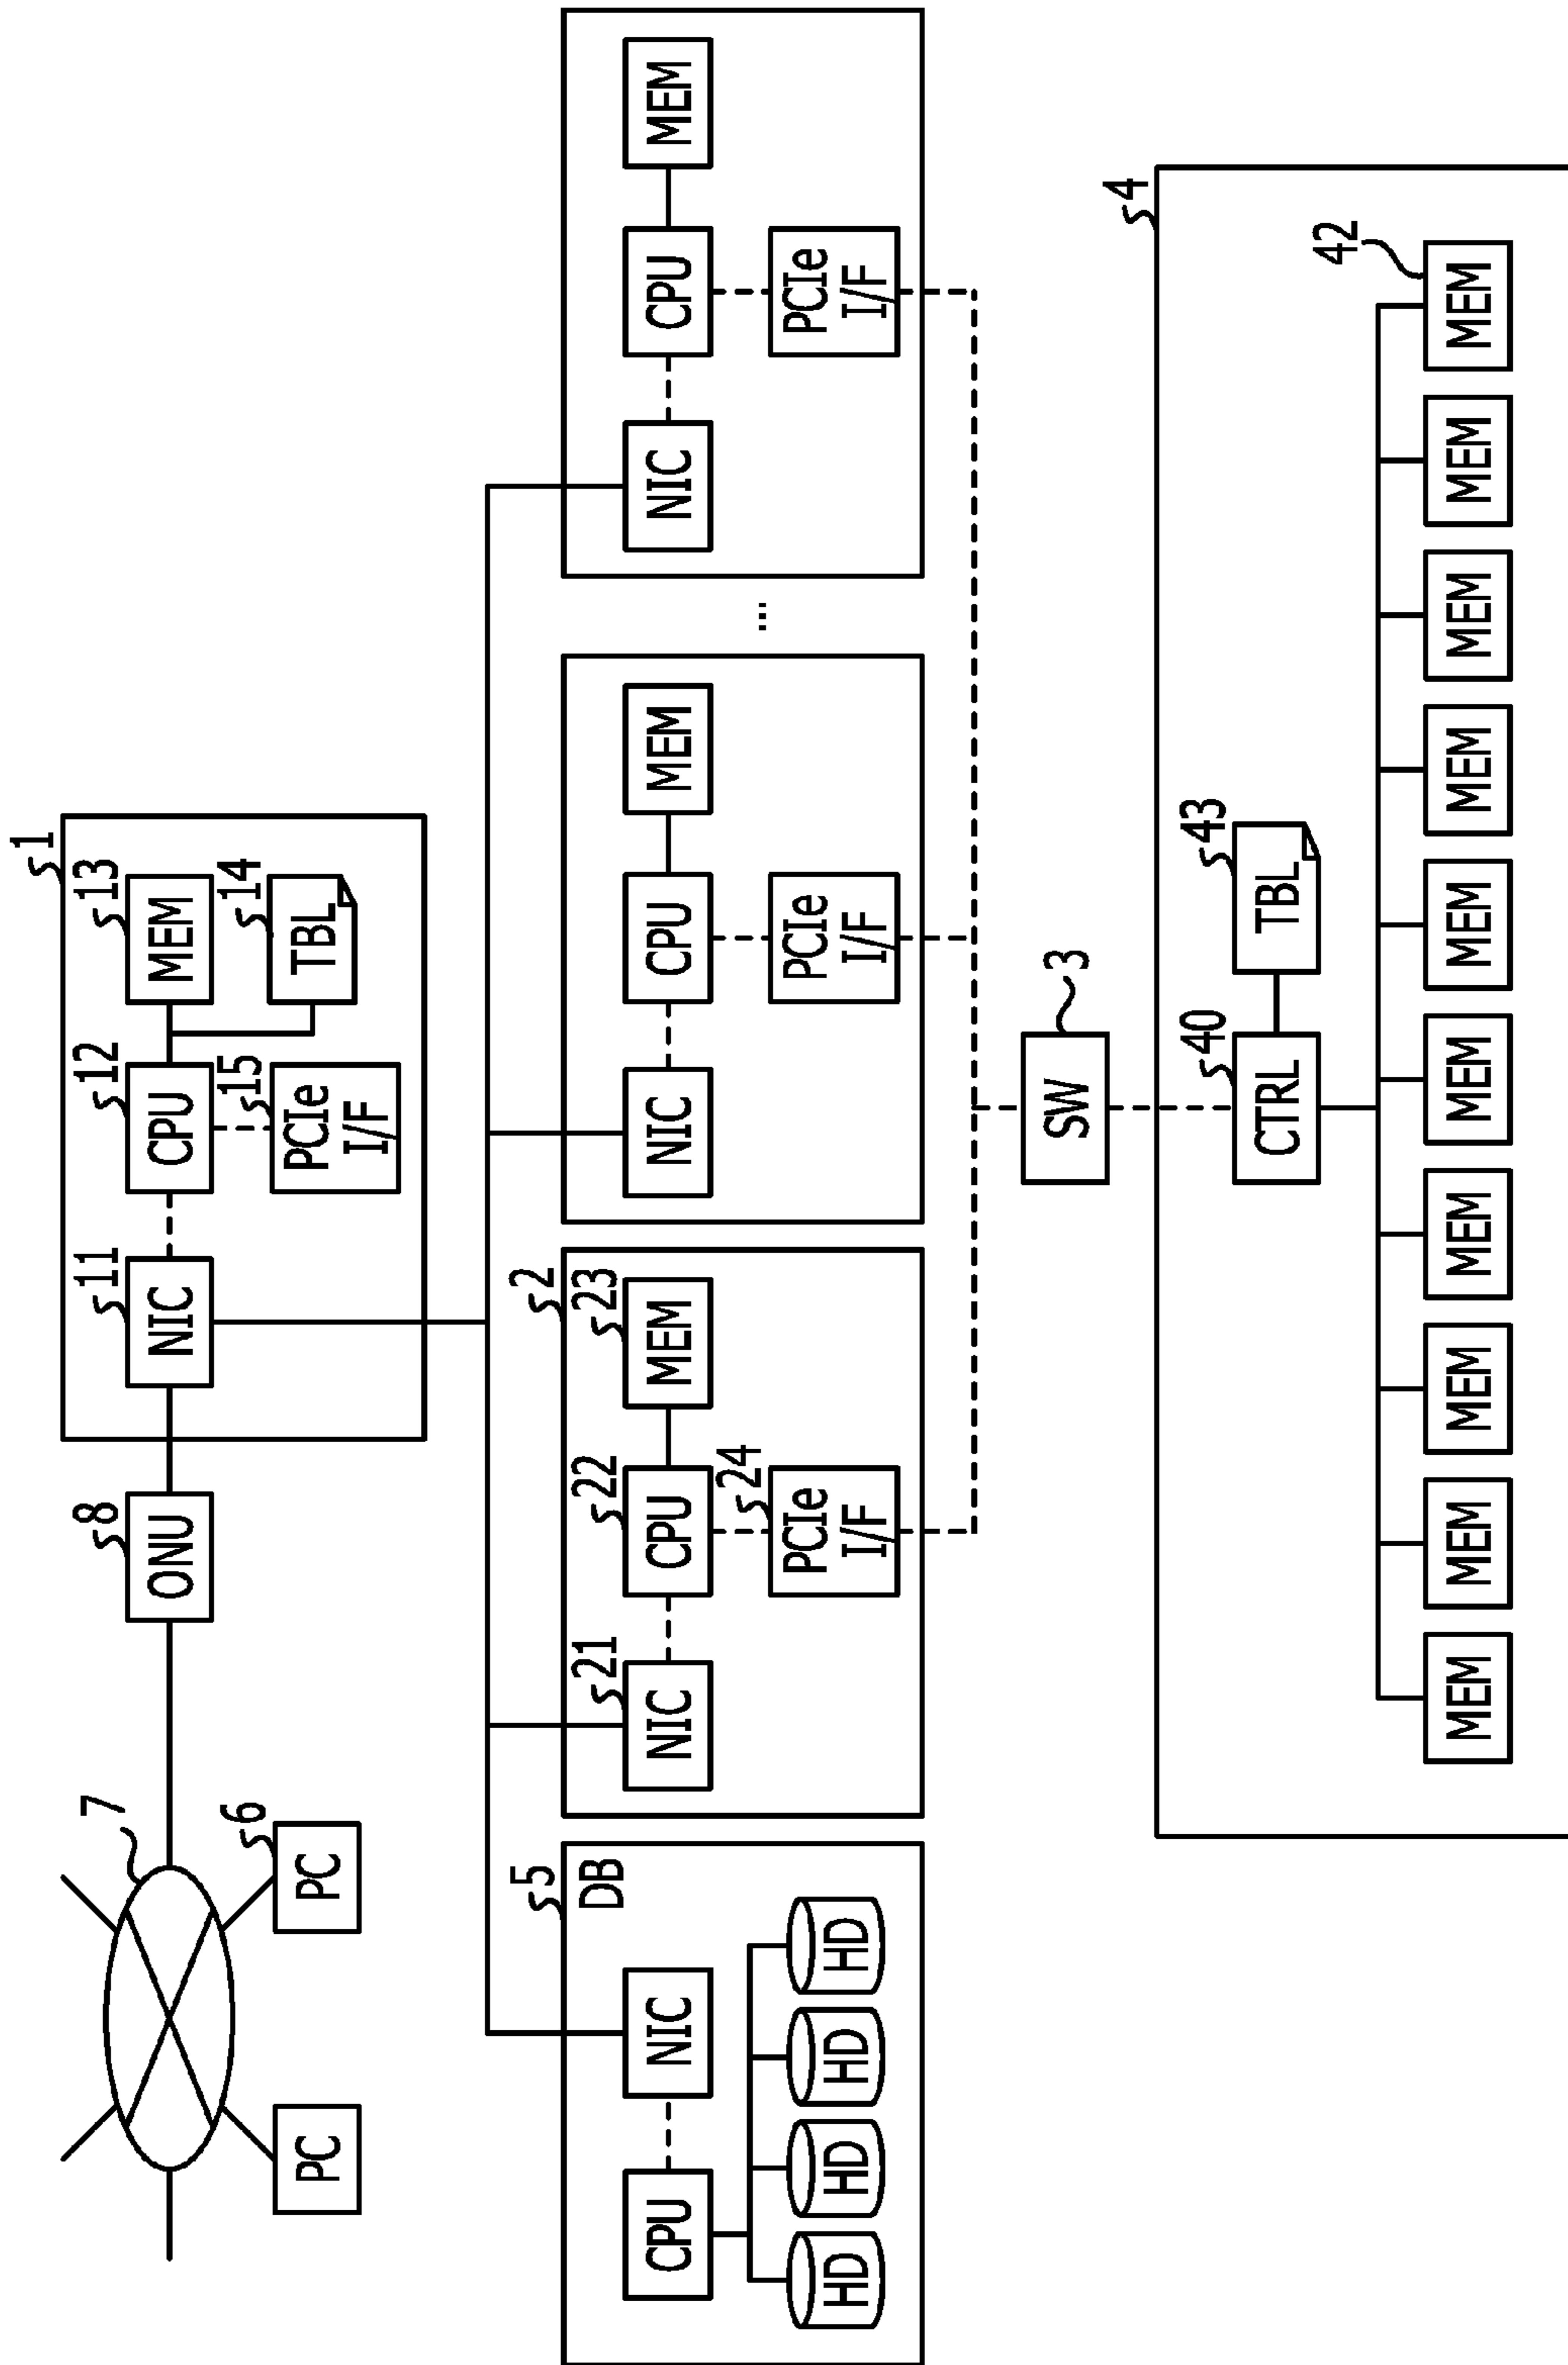 7
PC
PC
6
ONU
8
1
NIC
11
CPU
12
MEM
13
TBL
14
PCIe
I/F
15
5
DB
CPU
NIC
HD
HD
HD
HD
2
NIC
21
CPU
22
MEM
23
PCIe
I/F
24
NIC
CPU
MEM
PCIe
I/F
...
NIC
CPU
MEM
PCIe
I/F
SW
3
4
CTRL
40
TBL
43
MEM
MEM
MEM
MEM
MEM
MEM
MEM
MEM
MEM
MEM
42